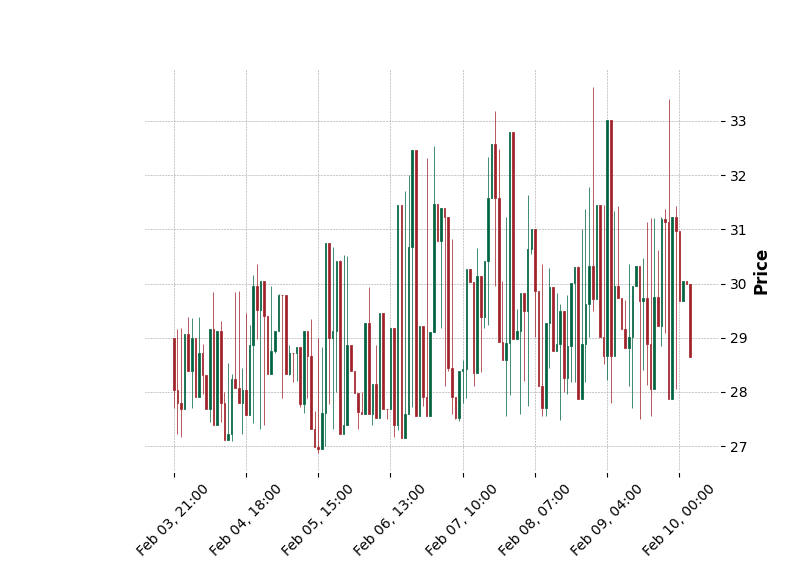 33
32
31
30
29
28
27
Price
Feb 03, 21:00
Feb 04, 18:00
Feb 05, 15:00
Feb 06, 13:00
Feb 07, 10:00
Feb 08, 07:00
Feb 09, 04:00
Feb 10, 00:00